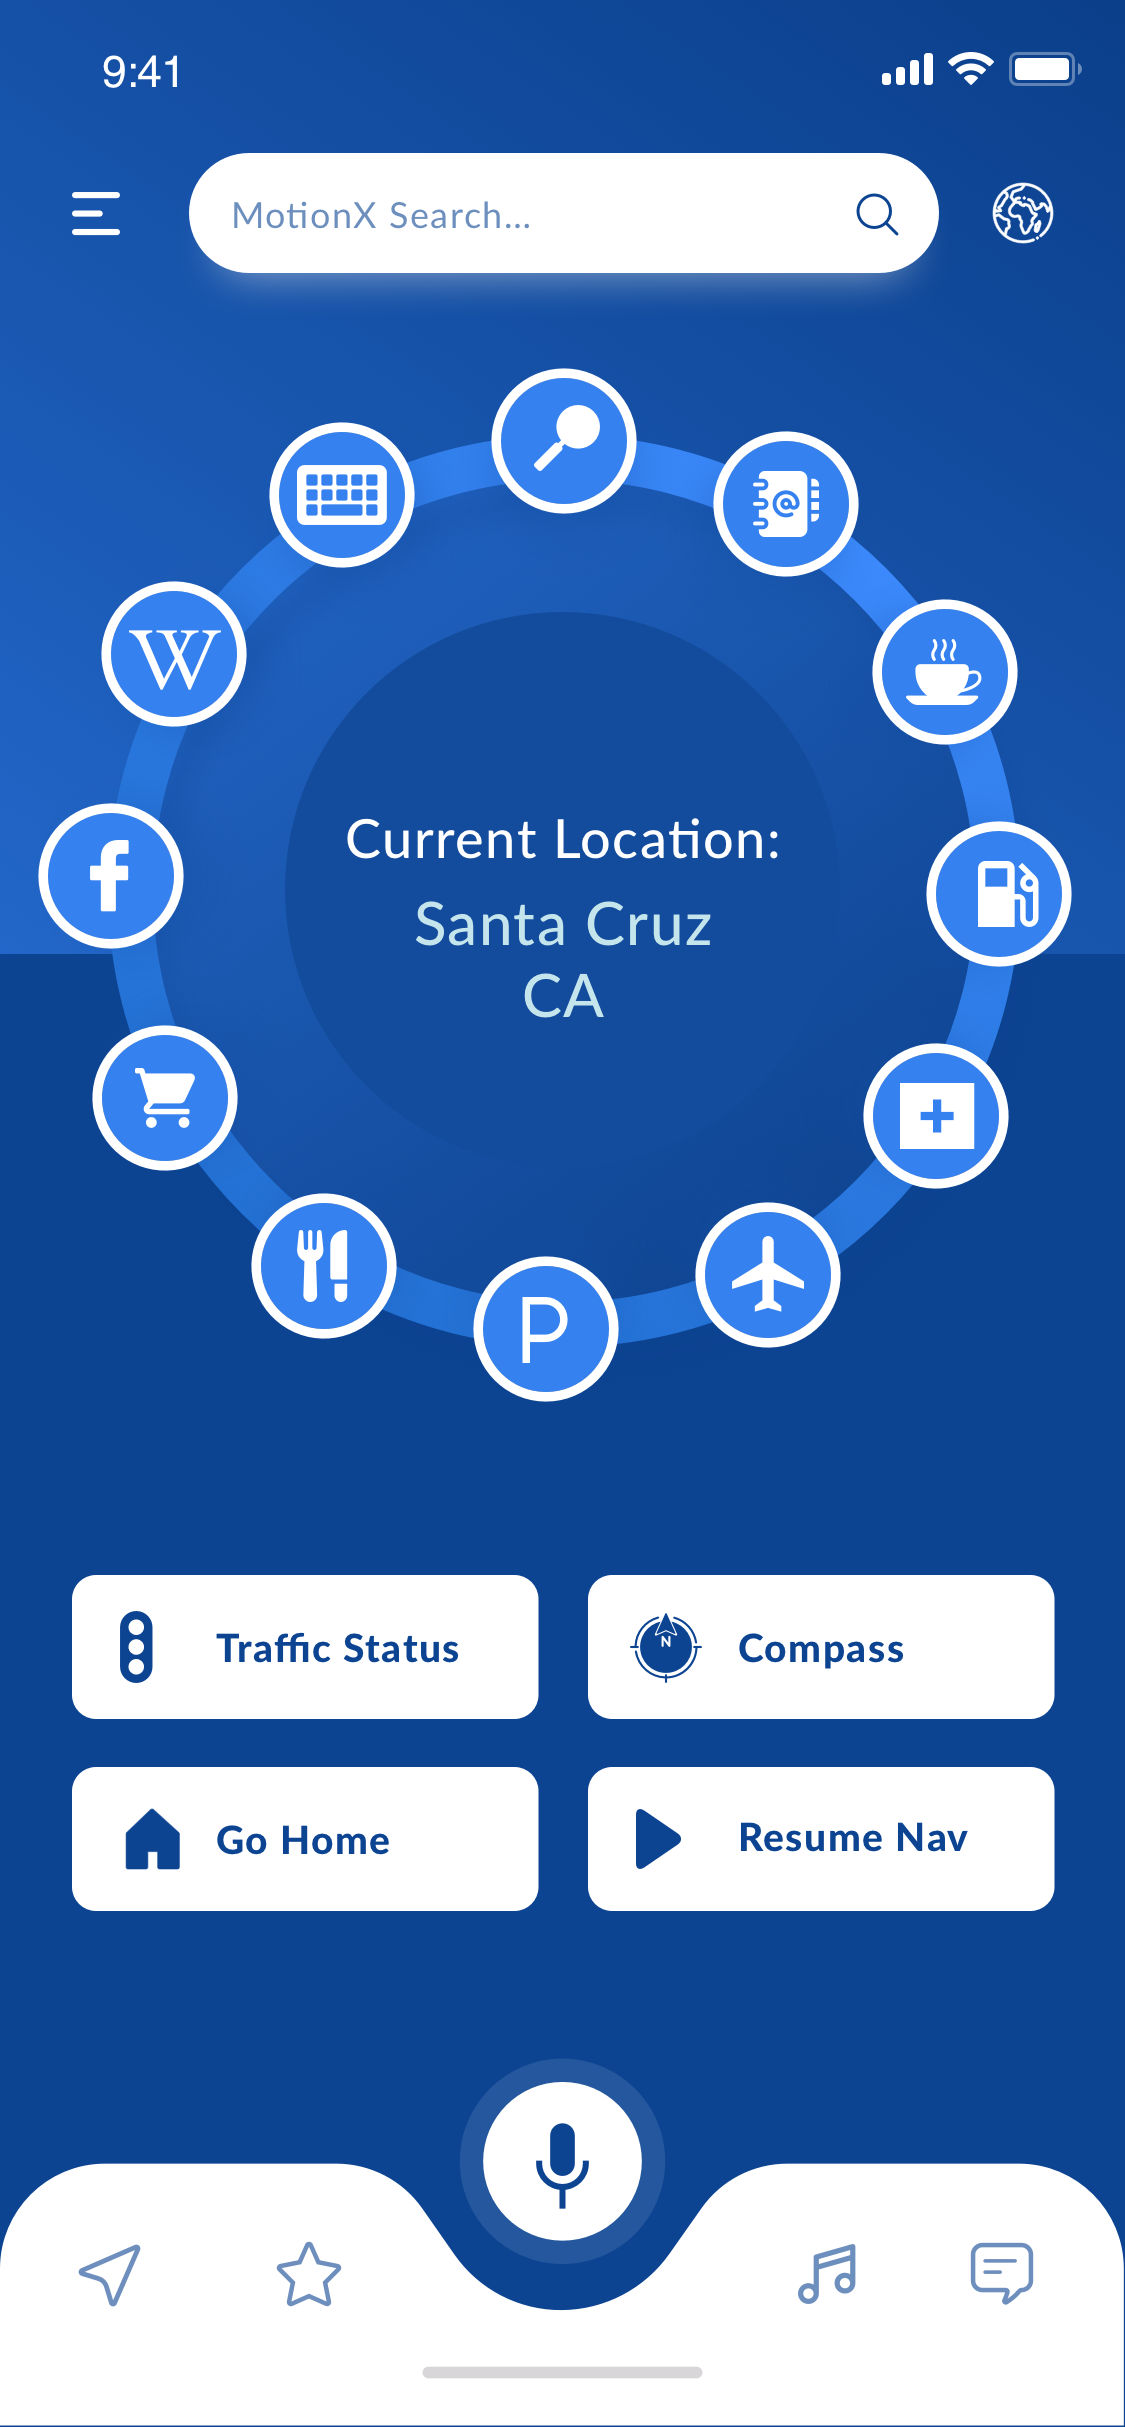 9:41
MotionX Search...
@
W
f
Current Location:
Santa Cruz
CA
P
Traffic Status
N
Compass
Go Home
Resume Nav